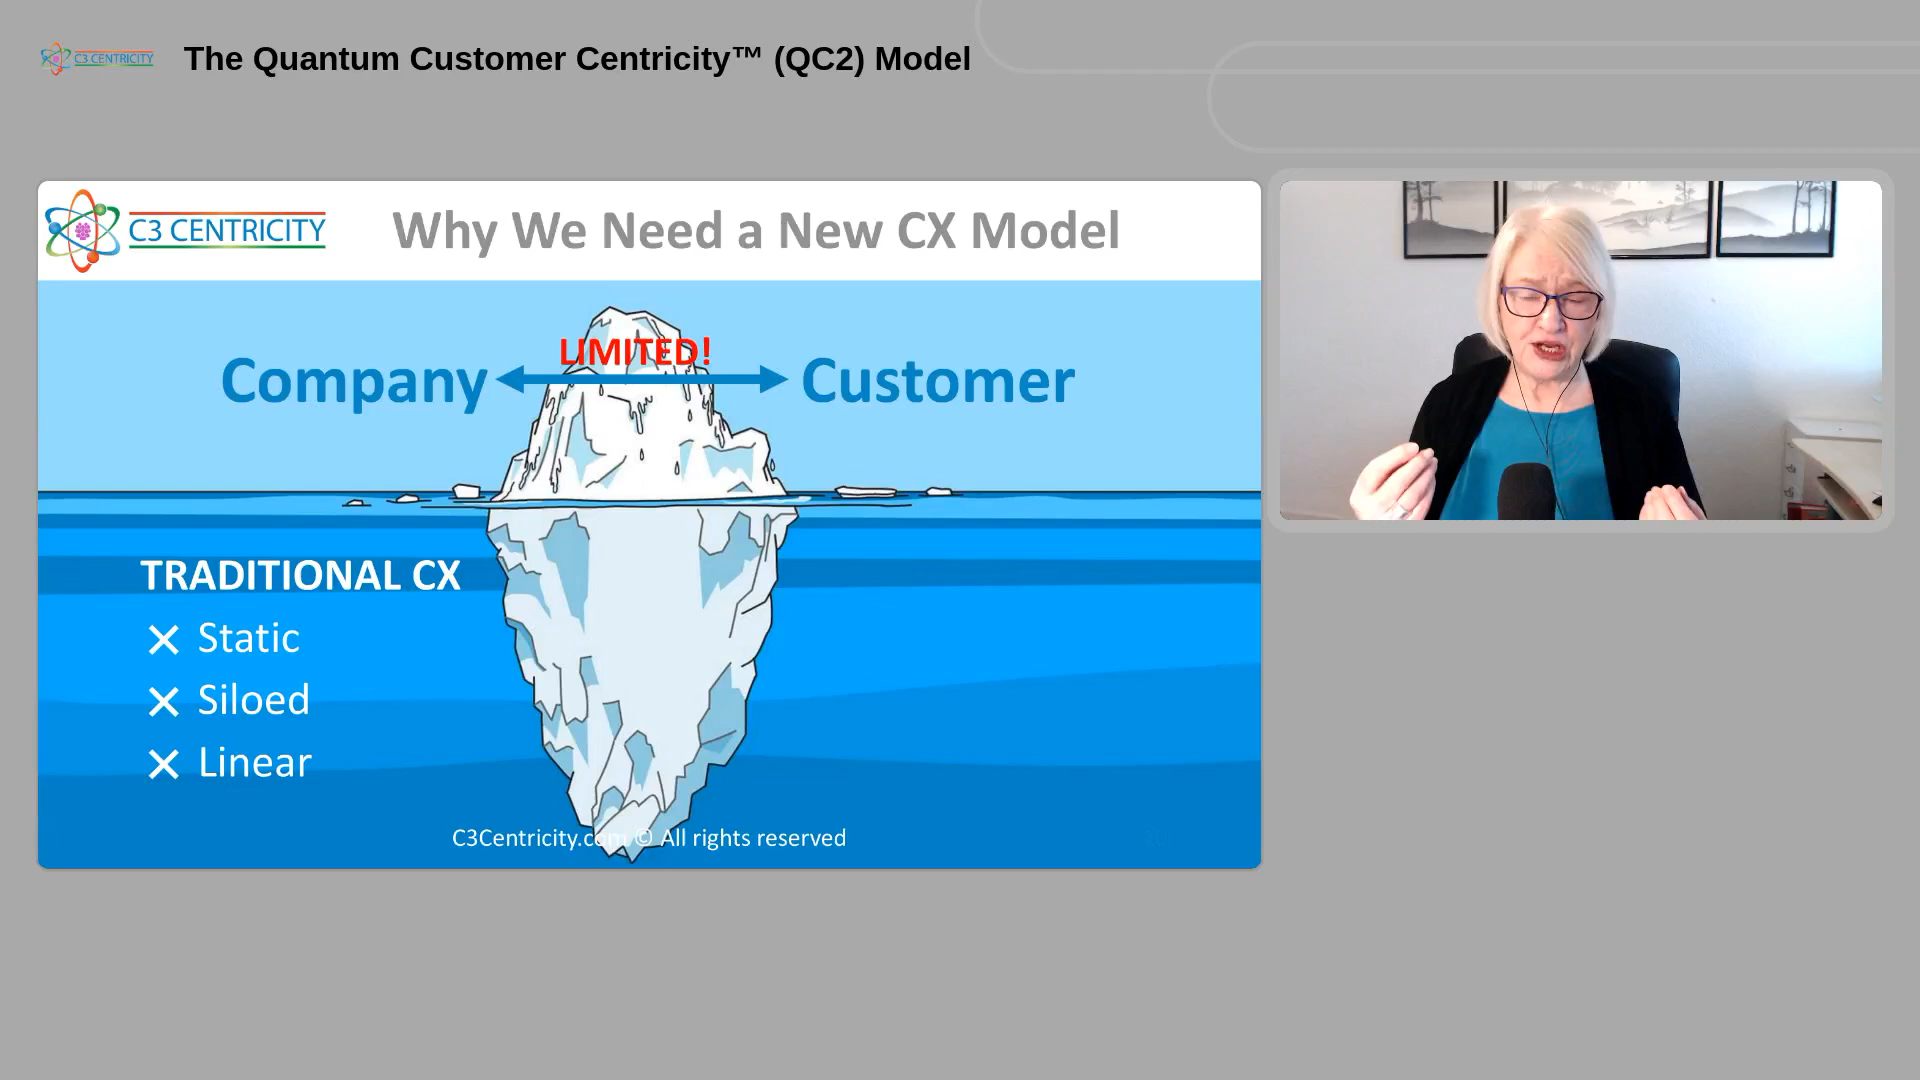 C3 CENTRICITY
The Quantum Customer Centricity™ (QC2) Model
C3 CENTRICITY
Why We Need a New CX Model
LIMITED!
Company
Customer
TRADITIONAL CX
× Static
× Siloed
× Linear
C3Centricity.com © All rights reserved